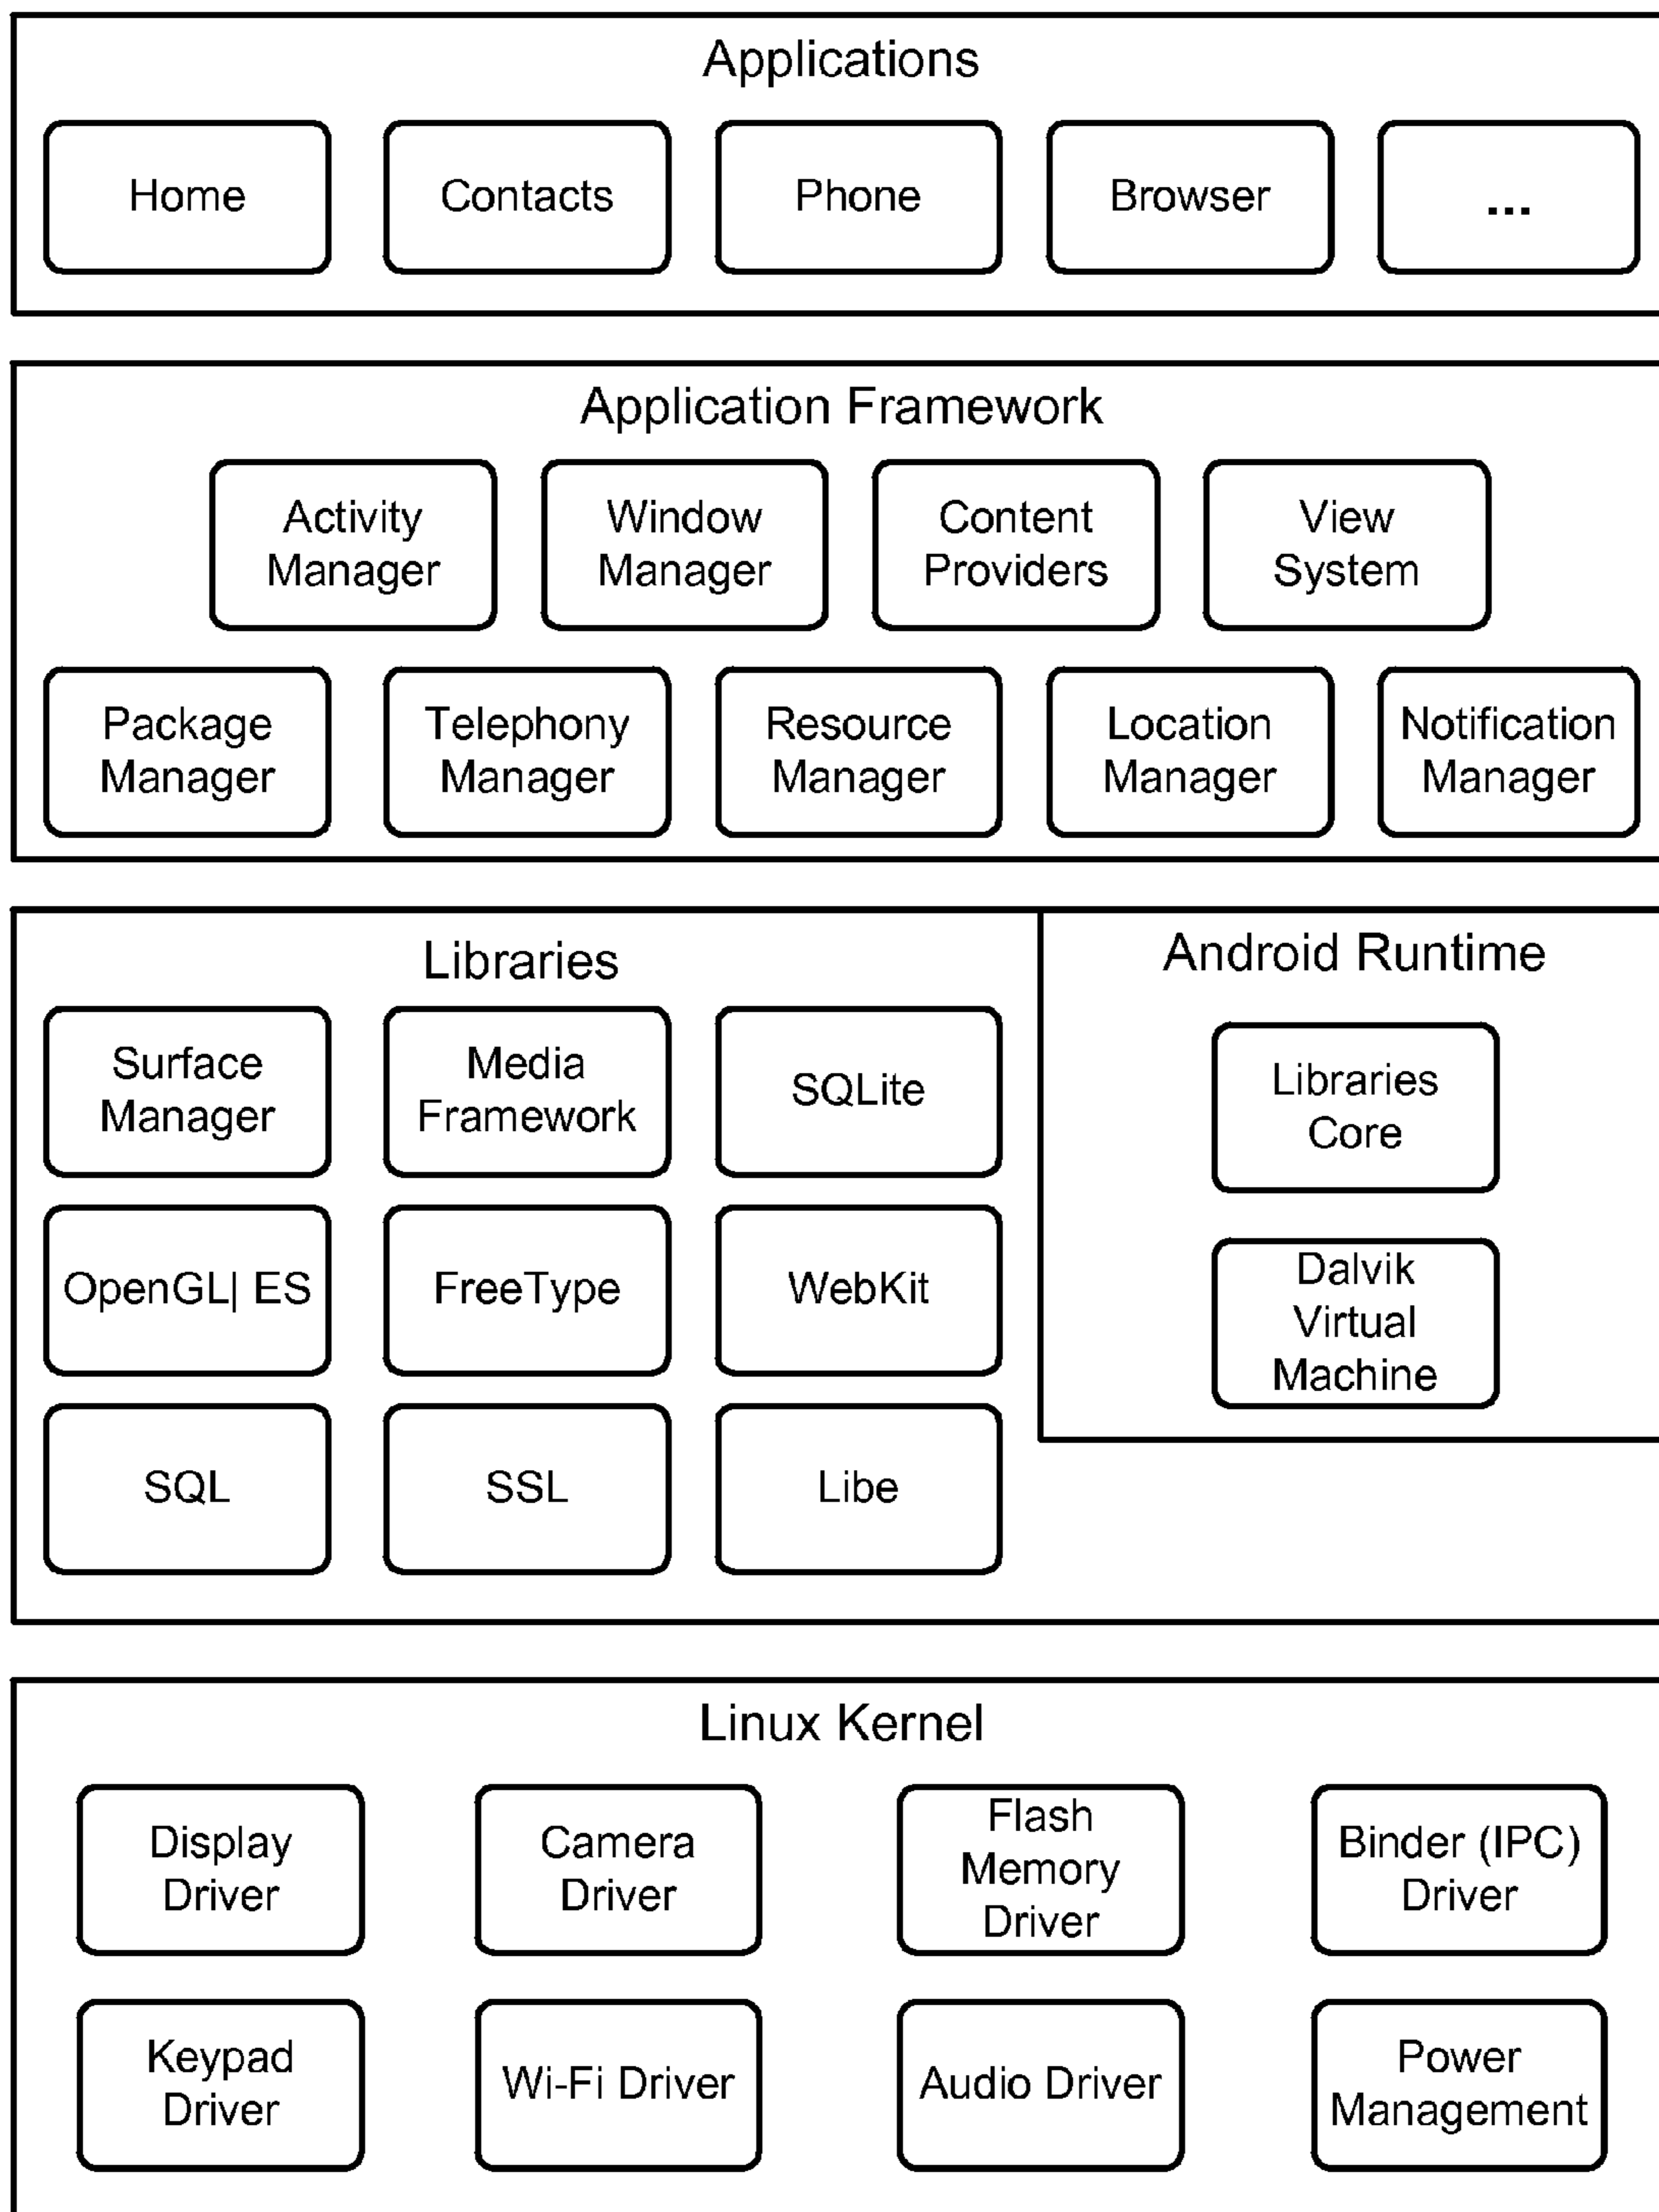 Applications
Home
Contacts
Phone
Browser
...
Application Framework
Activity
Manager
Window
Manager
Content
Providers
View
System
Package
Manager
Telephony
Manager
Resource
Manager
Location
Manager
Notification
Manager
Libraries
Surface
Manager
Media
Framework
SQLite
OpenGL| ES
FreeType
WebKit
SQL
SSL
Libe
Android Runtime
Libraries
Core
Dalvik
Virtual
Machine
Linux Kernel
Display
Driver
Camera
Driver
Flash
Memory
Driver
Binder (IPC)
Driver
Keypad
Driver
Wi-Fi Driver
Audio Driver
Power
Management